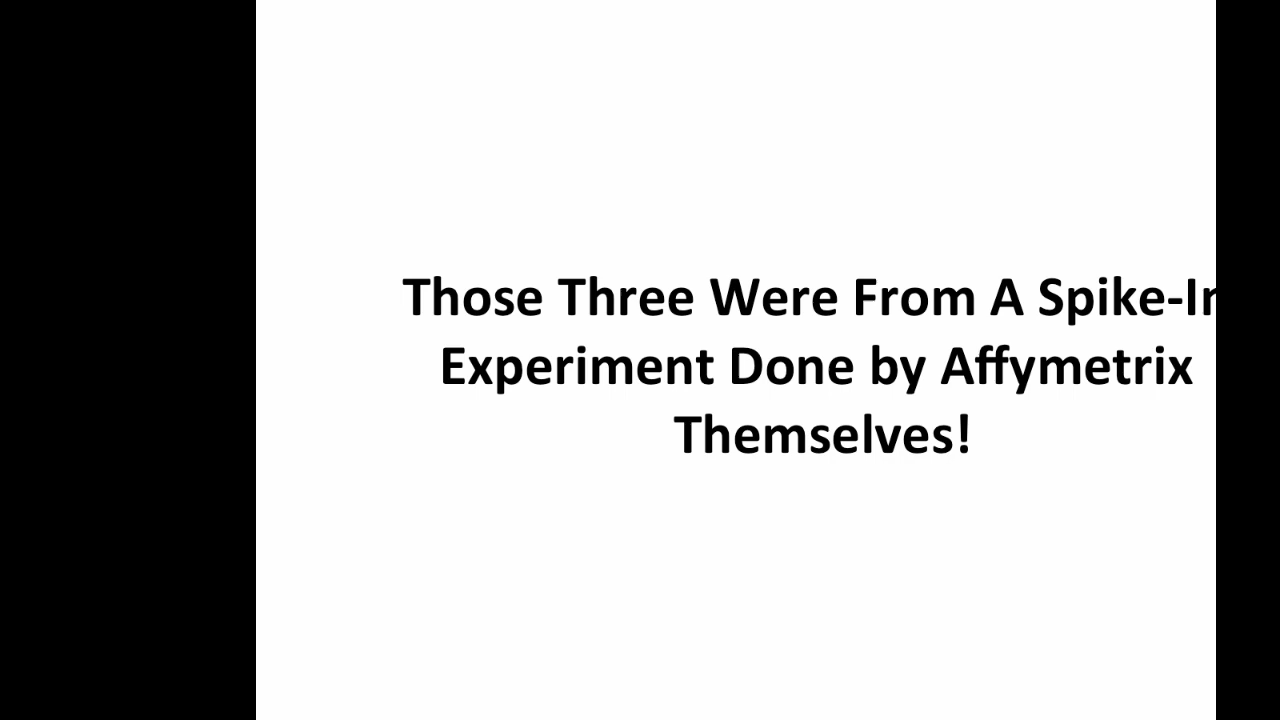 Those Three Were From A Spike-In
Experiment Done by Affymetrix
Themselves!